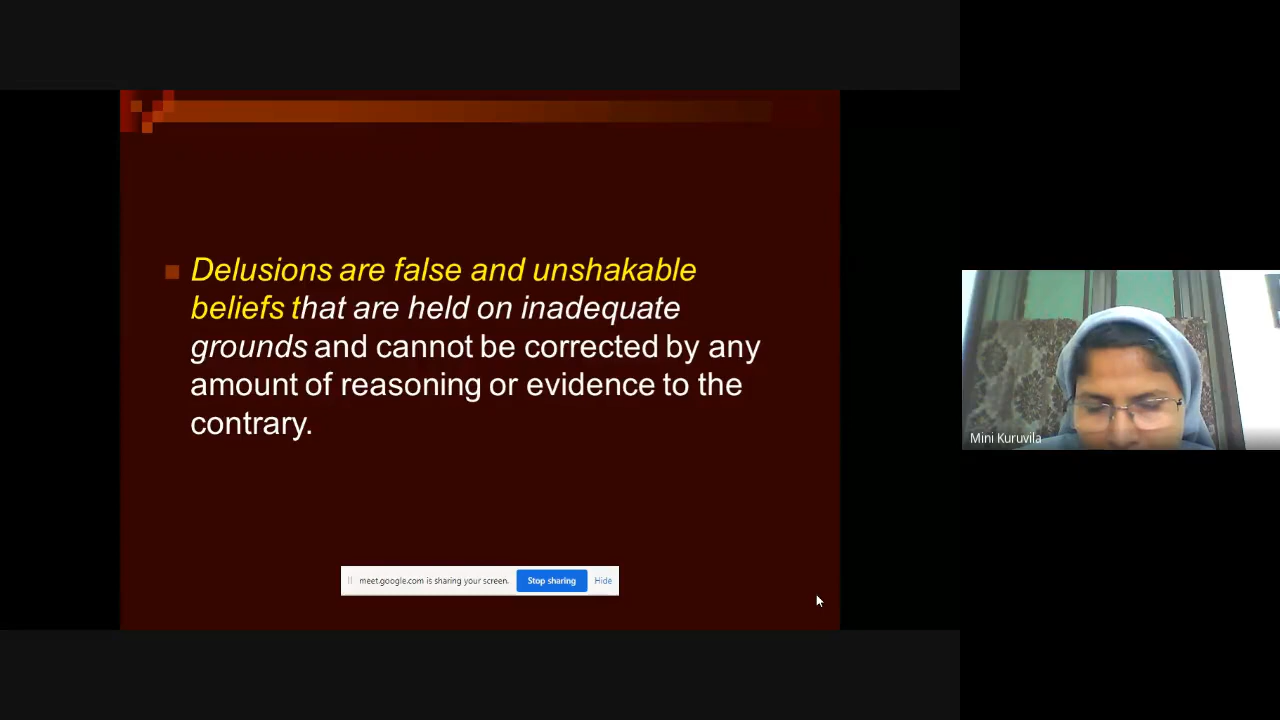 Delusions are false and unshakable
beliefs that are held on inadequate
grounds and cannot be corrected by any
amount of reasoning or evidence to the
contrary.
meet.google.com is sharing your screen.
Stop sharing
Hide
Mini Kuruvila